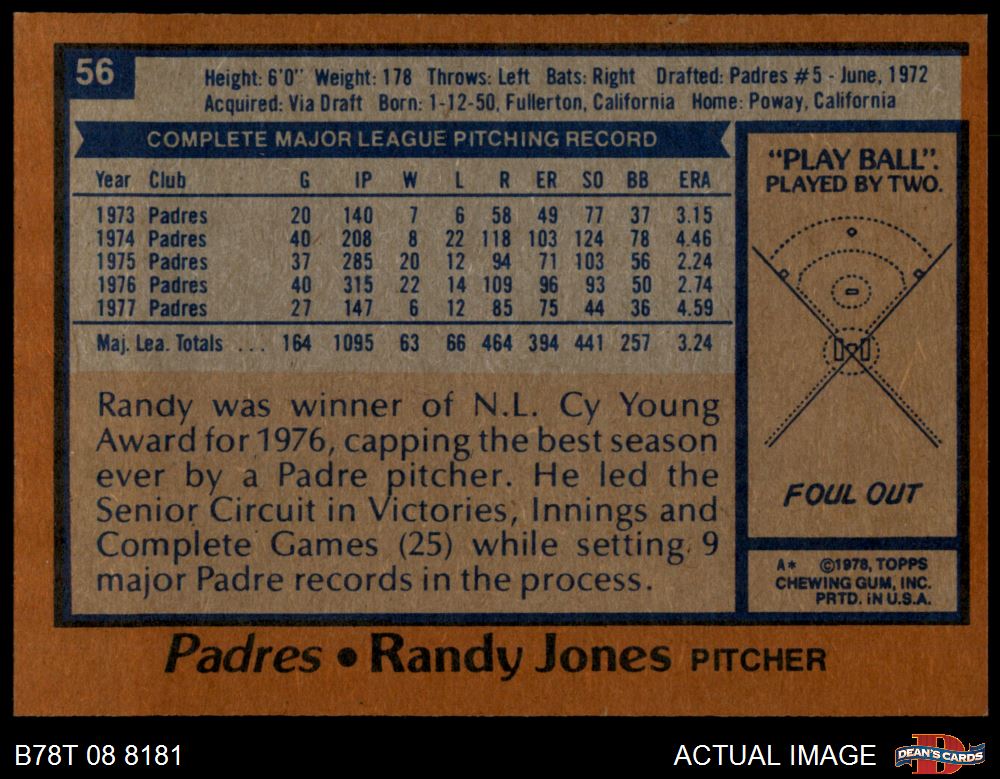 56
Height: 6'0" Weight: 178 Throws: Left Bats: Right Drafted: Padres #5 - June, 1972
Acquired: Via Draft Born: 1-12-50, Fullerton, California Home: Poway, California
COMPLETE MAJOR LEAGUE PITCHING RECORD
Year Club G IP W L R ER SO BB ERA
1973 Padres 20 140 7 6 58 49 77 37 3.15
1974 Padres 40 208 8 22 118 103 124 78 4.46
1975 Padres 37 285 20 12 94 71 103 56 2.24
1976 Padres 40 315 22 14 109 96 93 50 2.74
1977 Padres 27 147 6 12 85 75 44 36 4.59
Maj. Lea. Totals ... 164 1095 63 66 464 394 441 257 3.24
Randy was winner of N.L. Cy Young
Award for 1976, capping the best season
ever by a Padre pitcher. He led the
Senior Circuit in Victories, Innings and
Complete Games (25) while setting 9
major Padre records in the process.
"PLAY BALL".
PLAYED BY TWO.
FOUL OUT
A* ©1978, TOPPS
CHEWING GUM, INC.
PRTD. IN U.S.A.
Padres • Randy Jones PITCHER
B78T 08 8181
ACTUAL IMAGE
D
DEAN'S CARDS